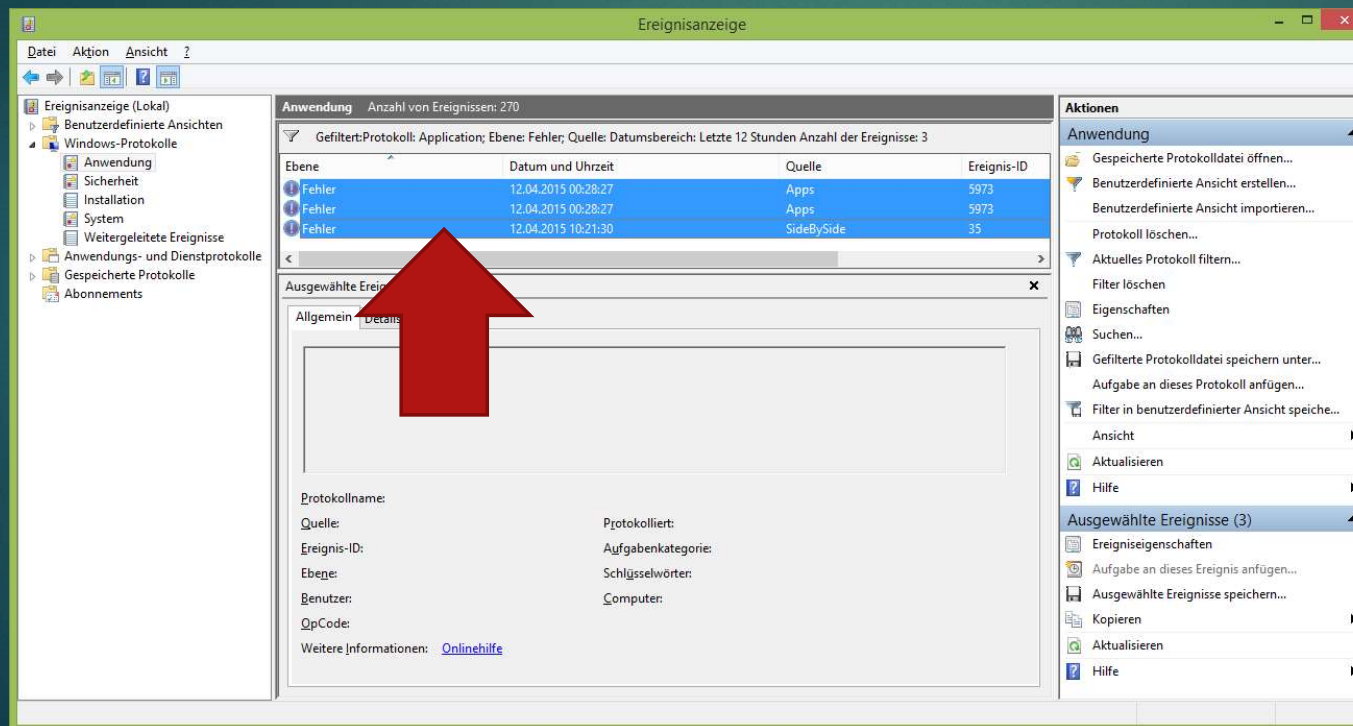 Ereignisanzeige
Datei Aktion Ansicht ?
Ereignisanzeige (Lokal)
Benutzerdefinierte Ansichten
Windows-Protokolle
Anwendung
Sicherheit
Installation
System
Weitergeleitete Ereignisse
Anwendungs- und Dienstprotokolle
Gespeicherte Protokolle
Abonnements
Anwendung Anzahl von Ereignissen: 270
Gefiltert:Protokoll: Application; Ebene: Fehler; Quelle: Datumsbereich: Letzte 12 Stunden Anzahl der Ereignisse: 3
Ebene Datum und Uhrzeit Quelle Ereignis-ID
Fehler 12.04.2015 00:28:27 Apps 5973
Fehler 12.04.2015 00:28:27 Apps 5973
Fehler 12.04.2015 10:21:30 SideBySide 35
Ausgewählte
Allgemein Details
Protokollname:
Quelle: Protokolliert:
Ereignis-ID: Aufgabenkategorie:
Ebene: Schlüsselwörter:
Benutzer: Computer:
OpCode:
Weitere Informationen: Onlinehilfe
Aktionen
Anwendung
Gespeicherte Protokolldatei öffnen...
Benutzerdefinierte Ansicht erstellen...
Benutzerdefinierte Ansicht importieren...
Protokoll löschen...
Aktuelles Protokoll filtern...
Filter löschen
Eigenschaften
Suchen...
Gefilterte Protokolldatei speichern unter...
Aufgabe an dieses Protokoll anfügen...
Filter in benutzerdefinierter Ansicht speiche...
Ansicht
Aktualisieren
Hilfe
Ausgewählte Ereignisse (3)
Ereigniseigenschaften
Aufgabe an dieses Ereignis anfügen...
Ausgewählte Ereignisse speichern...
Kopieren
Aktualisieren
Hilfe